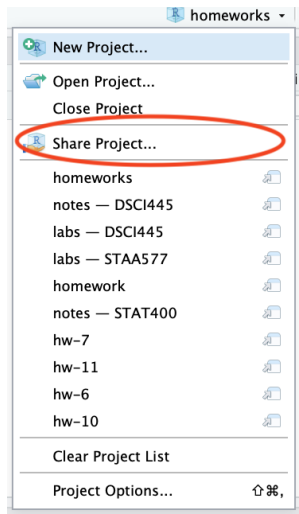 homeworks
New Project...
Open Project...
Close Project
Share Project...
homeworks
notes — DSCI445
labs — DSCI445
labs — STAA577
homework
notes — STAT400
hw-7
hw-11
hw-6
hw-10
Clear Project List
Project Options... ⇧⌘,